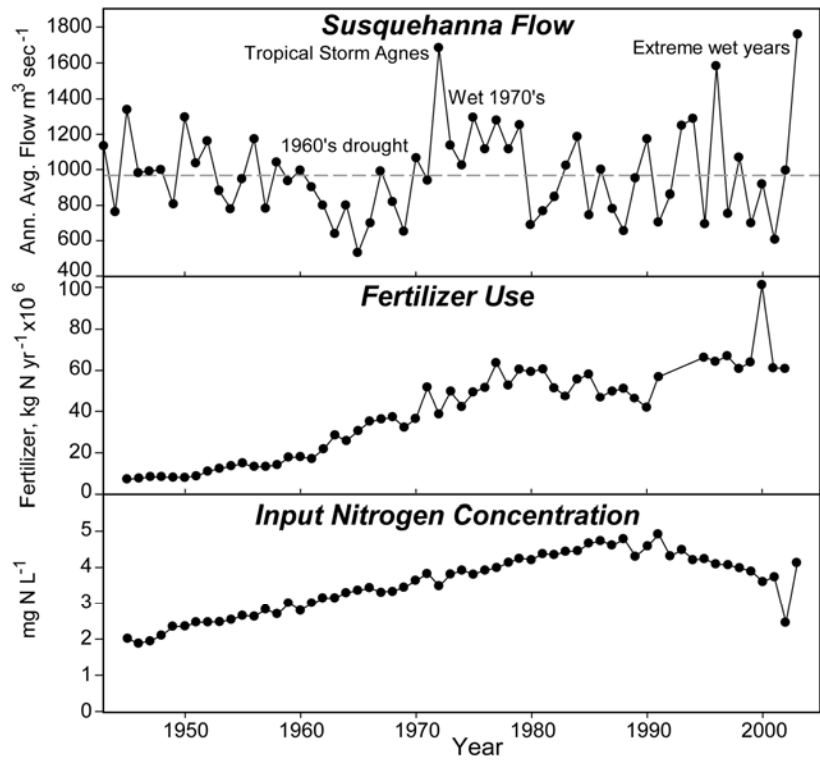 Susquehanna Flow
Ann. Avg. Flow m³ sec⁻¹
1800
1600
1400
1200
1000
800
600
400
Tropical Storm Agnes
Extreme wet years
Wet 1970's
1960's drought
Fertilizer Use
Fertilizer, kg N yr⁻¹ x10⁶
100
80
60
40
20
0
Input Nitrogen Concentration
mg N L⁻¹
5
4
3
2
1
0
1950
1960
1970
1980
1990
2000
Year